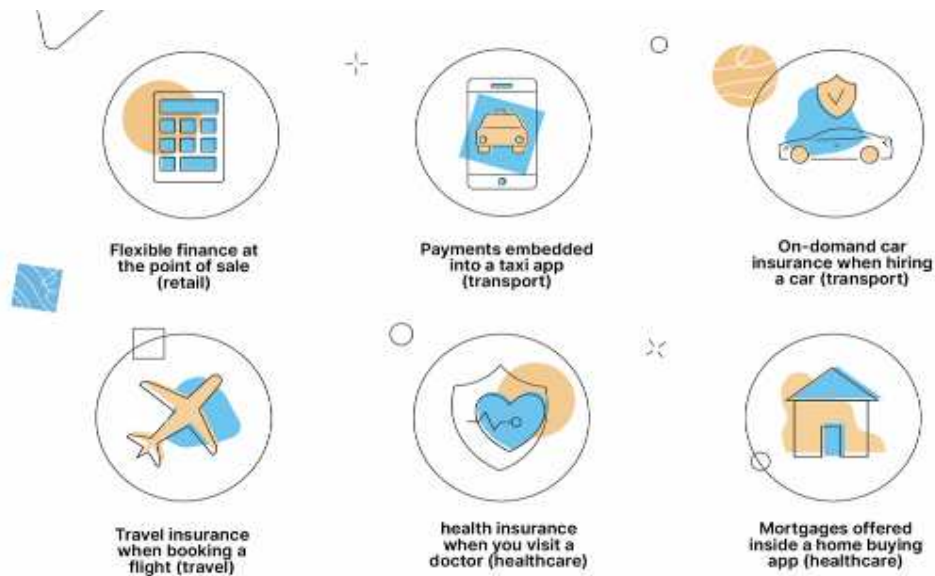 Flexible finance at
the point of sale
(retail)
Payments embedded
into a taxi app
(transport)
On-domand car
insurance when hiring
a car (transport)
Travel insurance
when booking a
flight (travel)
health insurance
when you visit a
doctor (healthcare)
Mortgages offered
inside a home buying
app (healthcare)